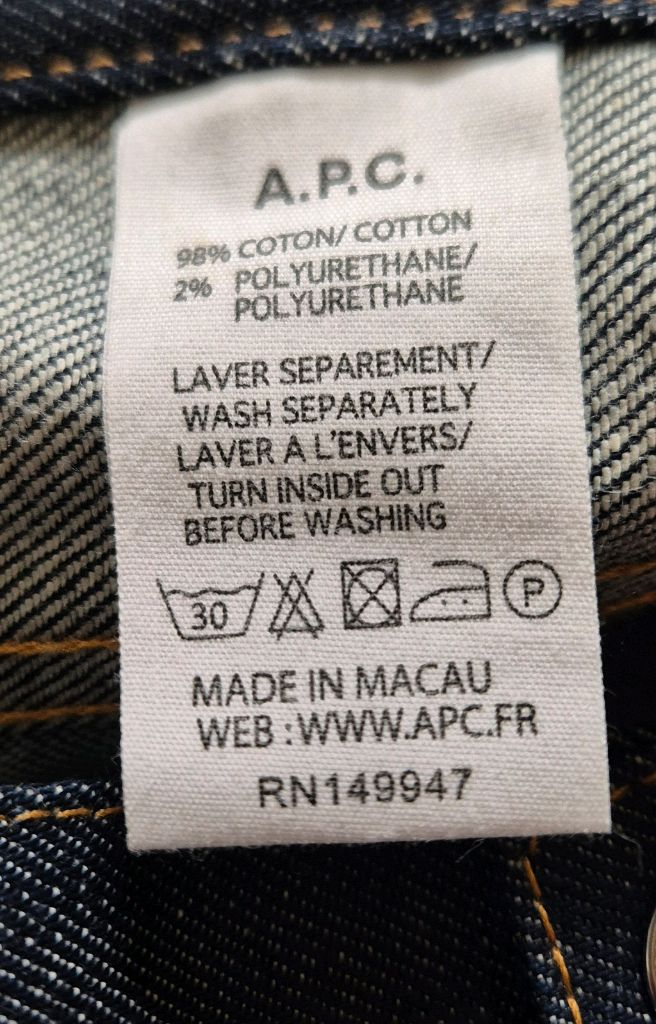 A.P.C.
98% COTON/ COTTON
2% POLYURETHANE/
POLYURETHANE
LAVER SEPAREMENT/
WASH SEPARATELY
LAVER A L'ENVERS/
TURN INSIDE OUT
BEFORE WASHING
30 P
MADE IN MACAU
WEB :WWW.APC.FR
RN149947